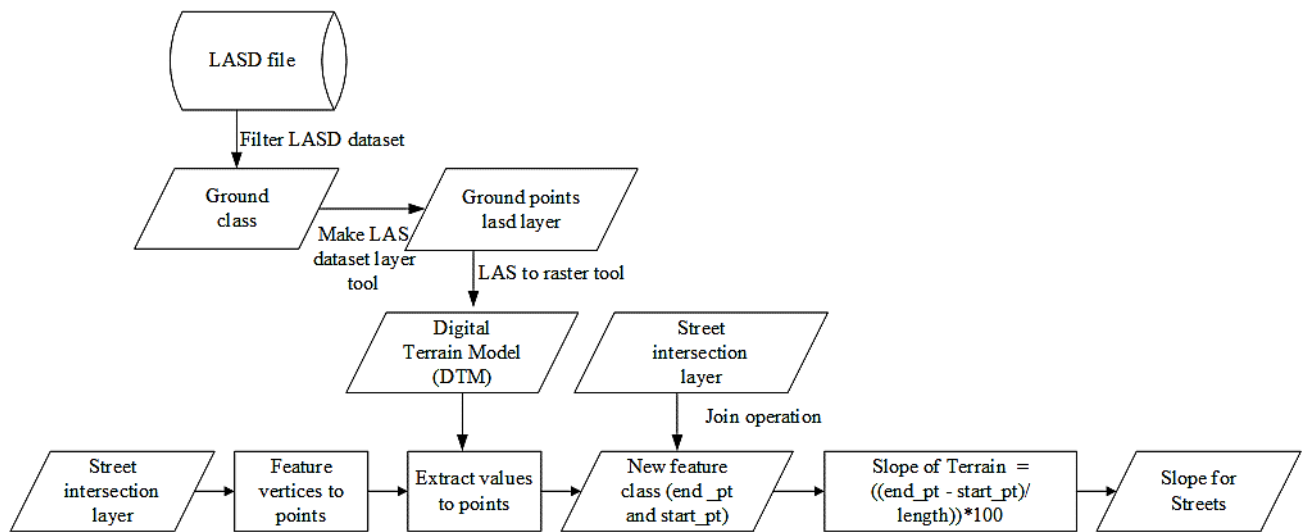 LASD file
Filter LASD dataset
Ground
class
Make LAS
dataset layer
tool
Ground points
lasd layer
LAS to raster tool
Digital
Terrain Model
(DTM)
Street
intersection
layer
Join operation
Street
intersection
layer
Feature
vertices to
points
Extract values
to points
New feature
class (end _pt
and start_pt)
Slope of Terrain =
((end_pt - start_pt)/
length))*100
Slope for
Streets